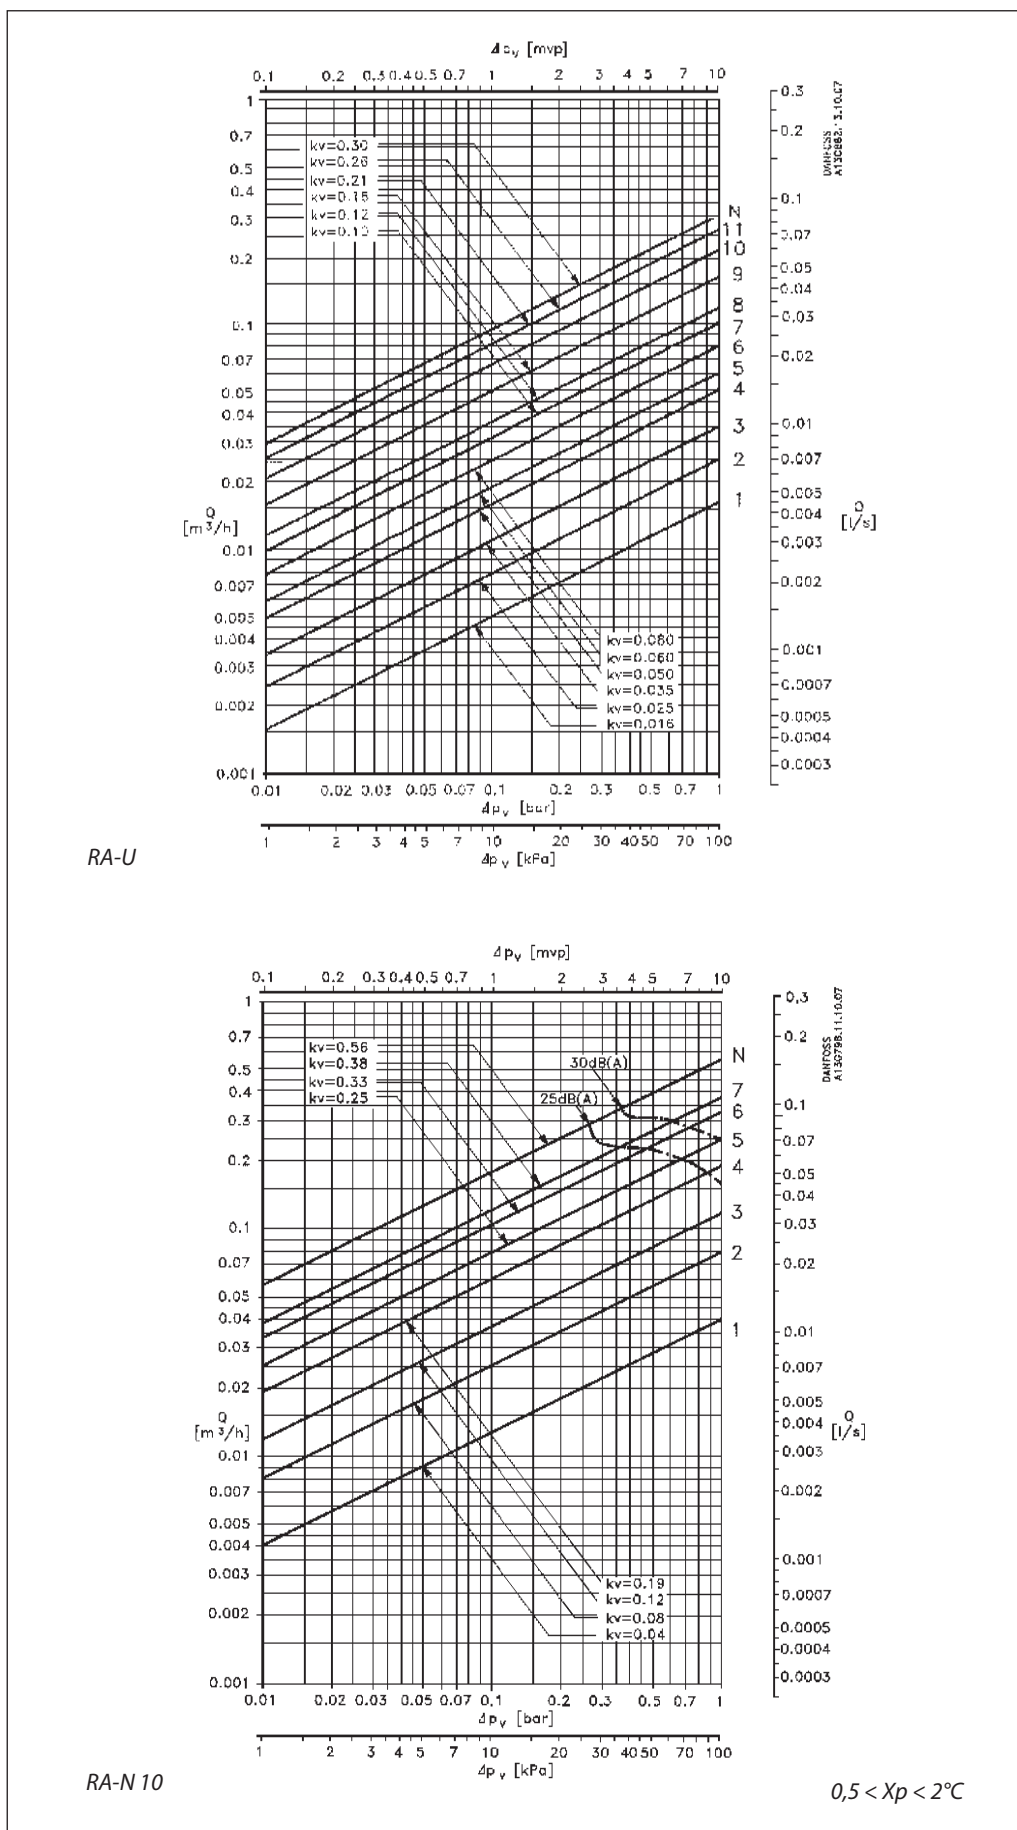 Δpv [mvp]
0.1 0.2 0.3 0.4 0.5 0.7 1 2 3 4 5 7 10
1
0.7
0.5
0.4
0.3
0.2
0.1
0.07
0.05
0.04
0.03
0.02
Q
[m³/h]
0.01
0.007
0.004
0.003
0.002
0.001
kv=0.30
kv=0.26
kv=0.21
kv=0.12
N
11
10
9
8
7
6
5
4
3
2
1
kv=0.080
kv=0.060
kv=0.050
kv=0.035
kv=0.025
kv=0.016
0.3
0.2
0.1
0.07
0.05
0.04
0.03
0.02
0.01
0.007
0.005
0.004
0.003
0.002
0.001
0.0007
0.0005
0.0004
0.0003
Q
[l/s]
DANFOSS
0.01 0.02 0.03 0.05 0.07 0.1 0.2 0.3 0.5 0.7 1
Δpv [bar]
1 2 3 4 5 7 10 20 30 40 50 70 100
Δpv [kPa]
RA-U
Δpv [mvp]
0.1 0.2 0.3 0.4 0.5 0.7 1 2 3 4 5 7 10
1
0.7
0.5
0.4
0.3
0.2
0.1
0.07
0.05
0.04
0.03
0.02
Q
[m³/h]
0.01
0.007
0.005
0.004
0.003
0.002
0.001
kv=0.56
kv=0.38
kv=0.33
kv=0.25
30dB(A)
25dB(A)
N
7
6
5
4
3
2
1
kv=0.19
kv=0.12
kv=0.08
kv=0.04
0,3
0.2
0.1
0.07
0.05
0.04
0.03
0.02
0.01
0.007
0.005
0.004
0.003
0.002
0.001
0.0007
0.0005
0.0004
0.0003
Q
[l/s]
DANFOSS
0.01 0.02 0.03 0.05 0.07 0.1 0.2 0.3 0.5 0.7 1
Δpv [bar]
1 2 3 4 5 7 10 20 30 40 50 70 100
Δpv [kPa]
RA-N 10
0,5 < Xp < 2°C